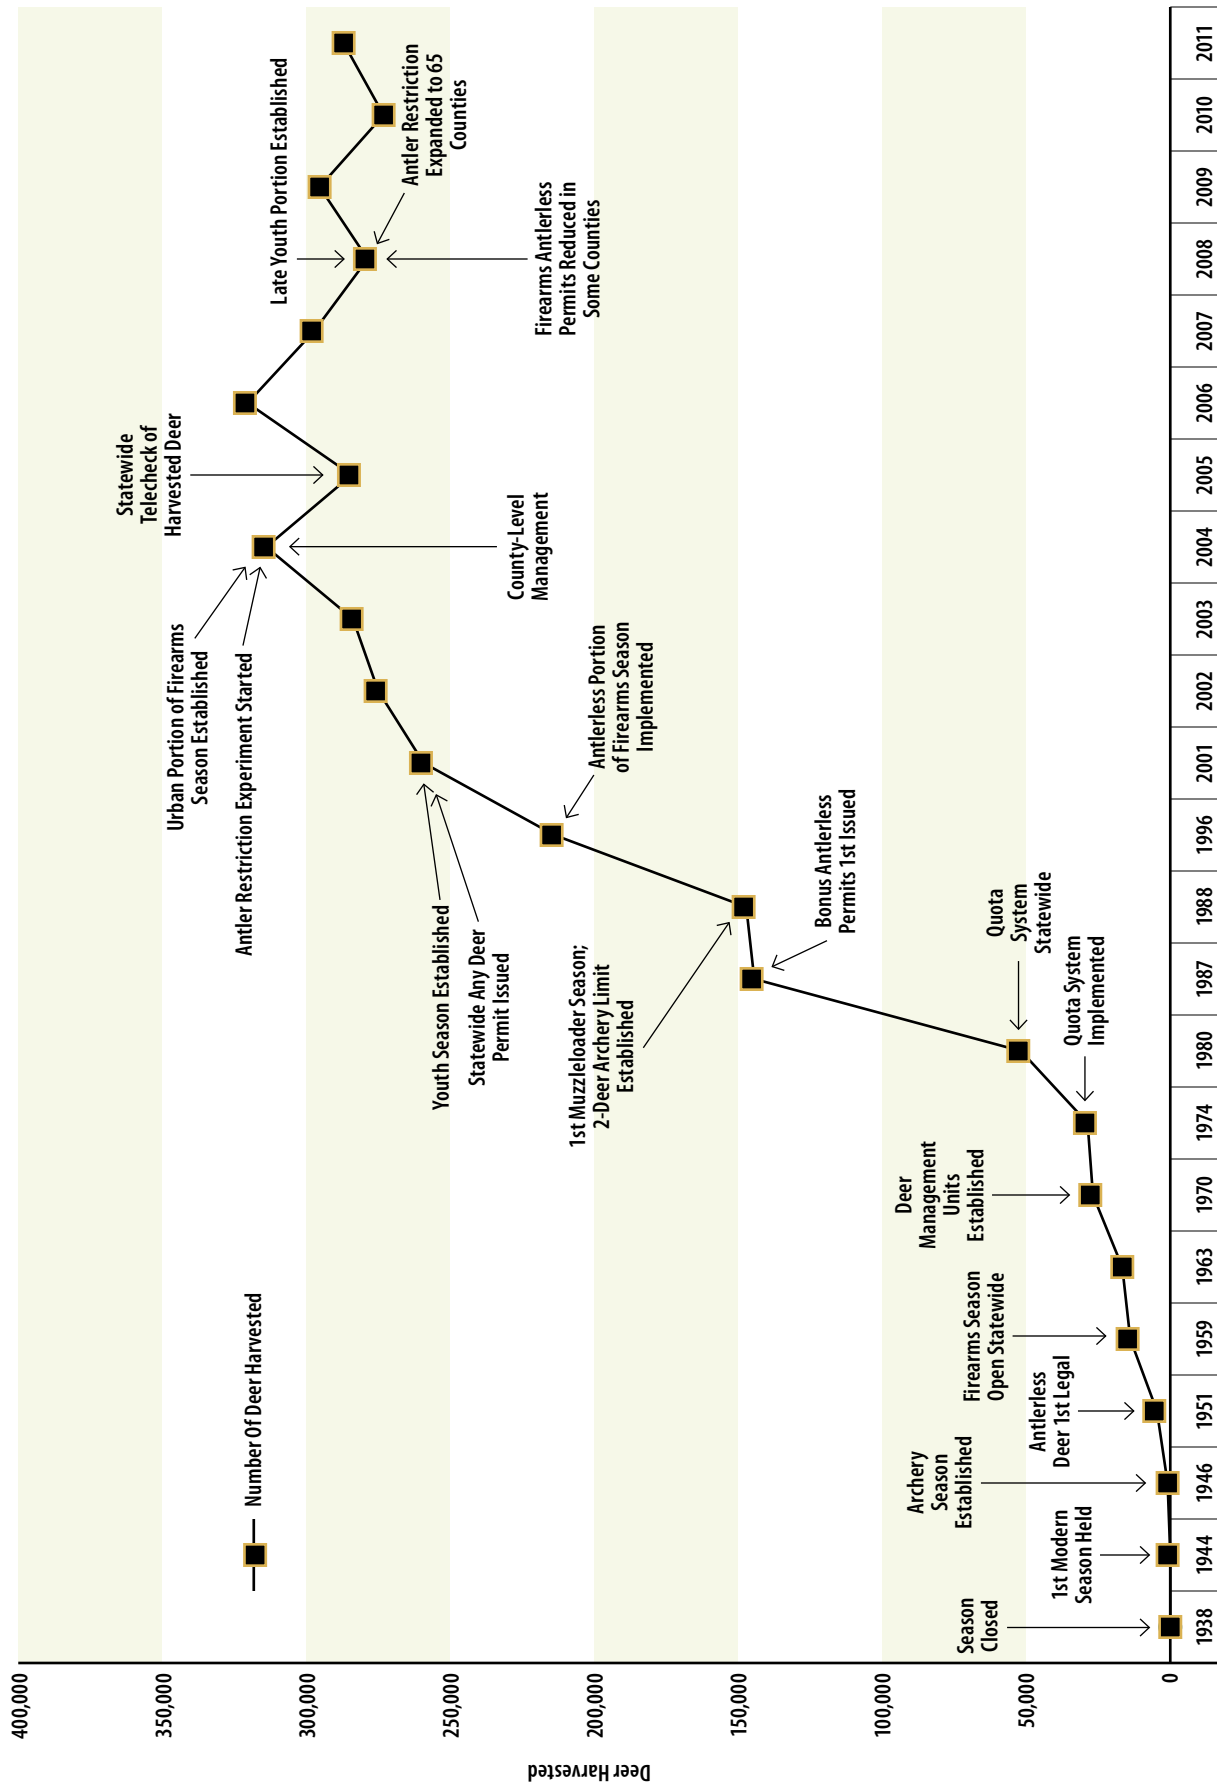 400,000
350,000
300,000
250,000
200,000
150,000
100,000
50,000
0
Deer Harvested
Number Of Deer Harvested
Season
Closed
1st Modern
Season Held
Archery
Season
Established
Antlerless
Deer 1st Legal
Firearms Season
Open Statewide
Deer
Management
Units
Established
Quota System
Implemented
Quota
System
Statewide
Bonus Antlerless
Permits 1st Issued
1st Muzzleloader Season;
2-Deer Archery Limit
Established
Antlerless Portion
of Firearms Season
Implemented
Youth Season Established
Statewide Any Deer
Permit Issued
Urban Portion of Firearms
Season Established
Antler Restriction Experiment Started
County-Level
Management
Statewide
Telecheck of
Harvested Deer
Late Youth Portion Established
Antler Restriction
Expanded to 65
Counties
Firearms Antlerless
Permits Reduced in
Some Counties
1938
1944
1946
1951
1959
1963
1970
1974
1980
1987
1988
1996
2001
2002
2003
2004
2005
2006
2007
2008
2009
2010
2011